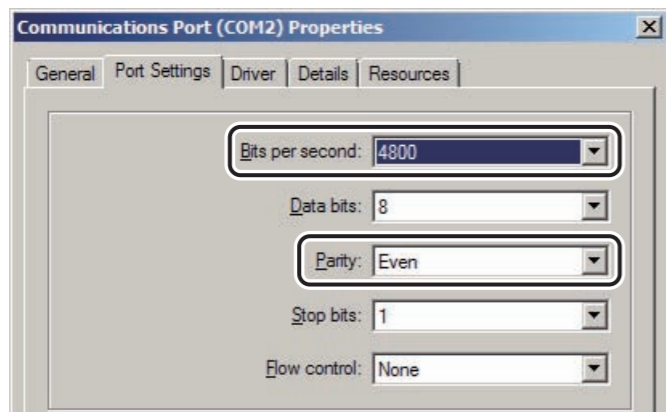 Communications Port (COM2) Properties
General Port Settings Driver Details Resources
Bits per second: 4800
Data bits: 8
Parity: Even
Stop bits: 1
Flow control: None